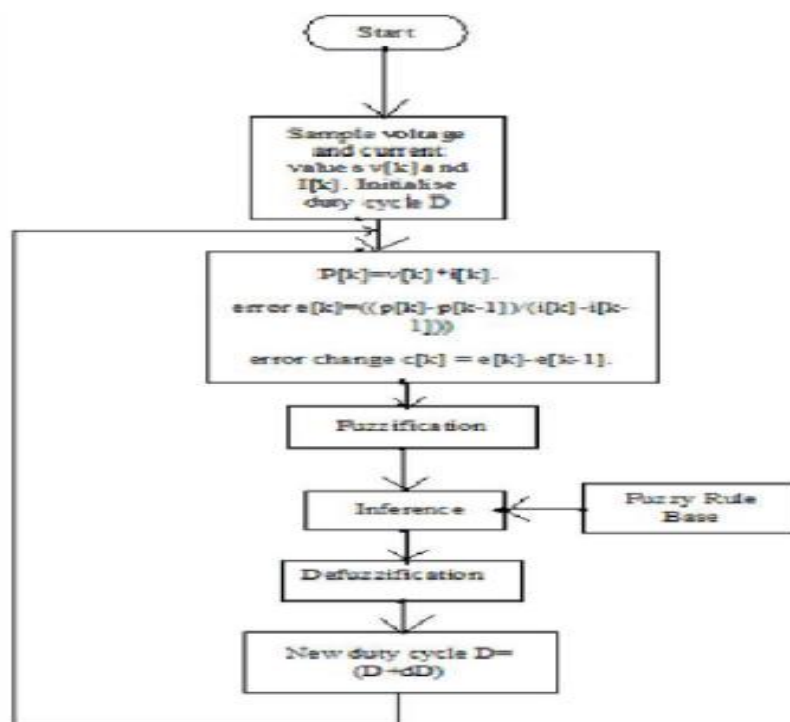 Start
Sample voltage
and current
values v[k] and
I[k]. Initialise
duty cycle D
P[k]=v[k]*i[k].
error e[k]=((p[k]-p[k-1])/(i[k]-i[k-
1]))
error change c[k] = e[k]-e[k-1].
Fuzzification
Inference
Fuzzy Rule
Base
Defuzzification
New duty cycle D=
(D+dD)